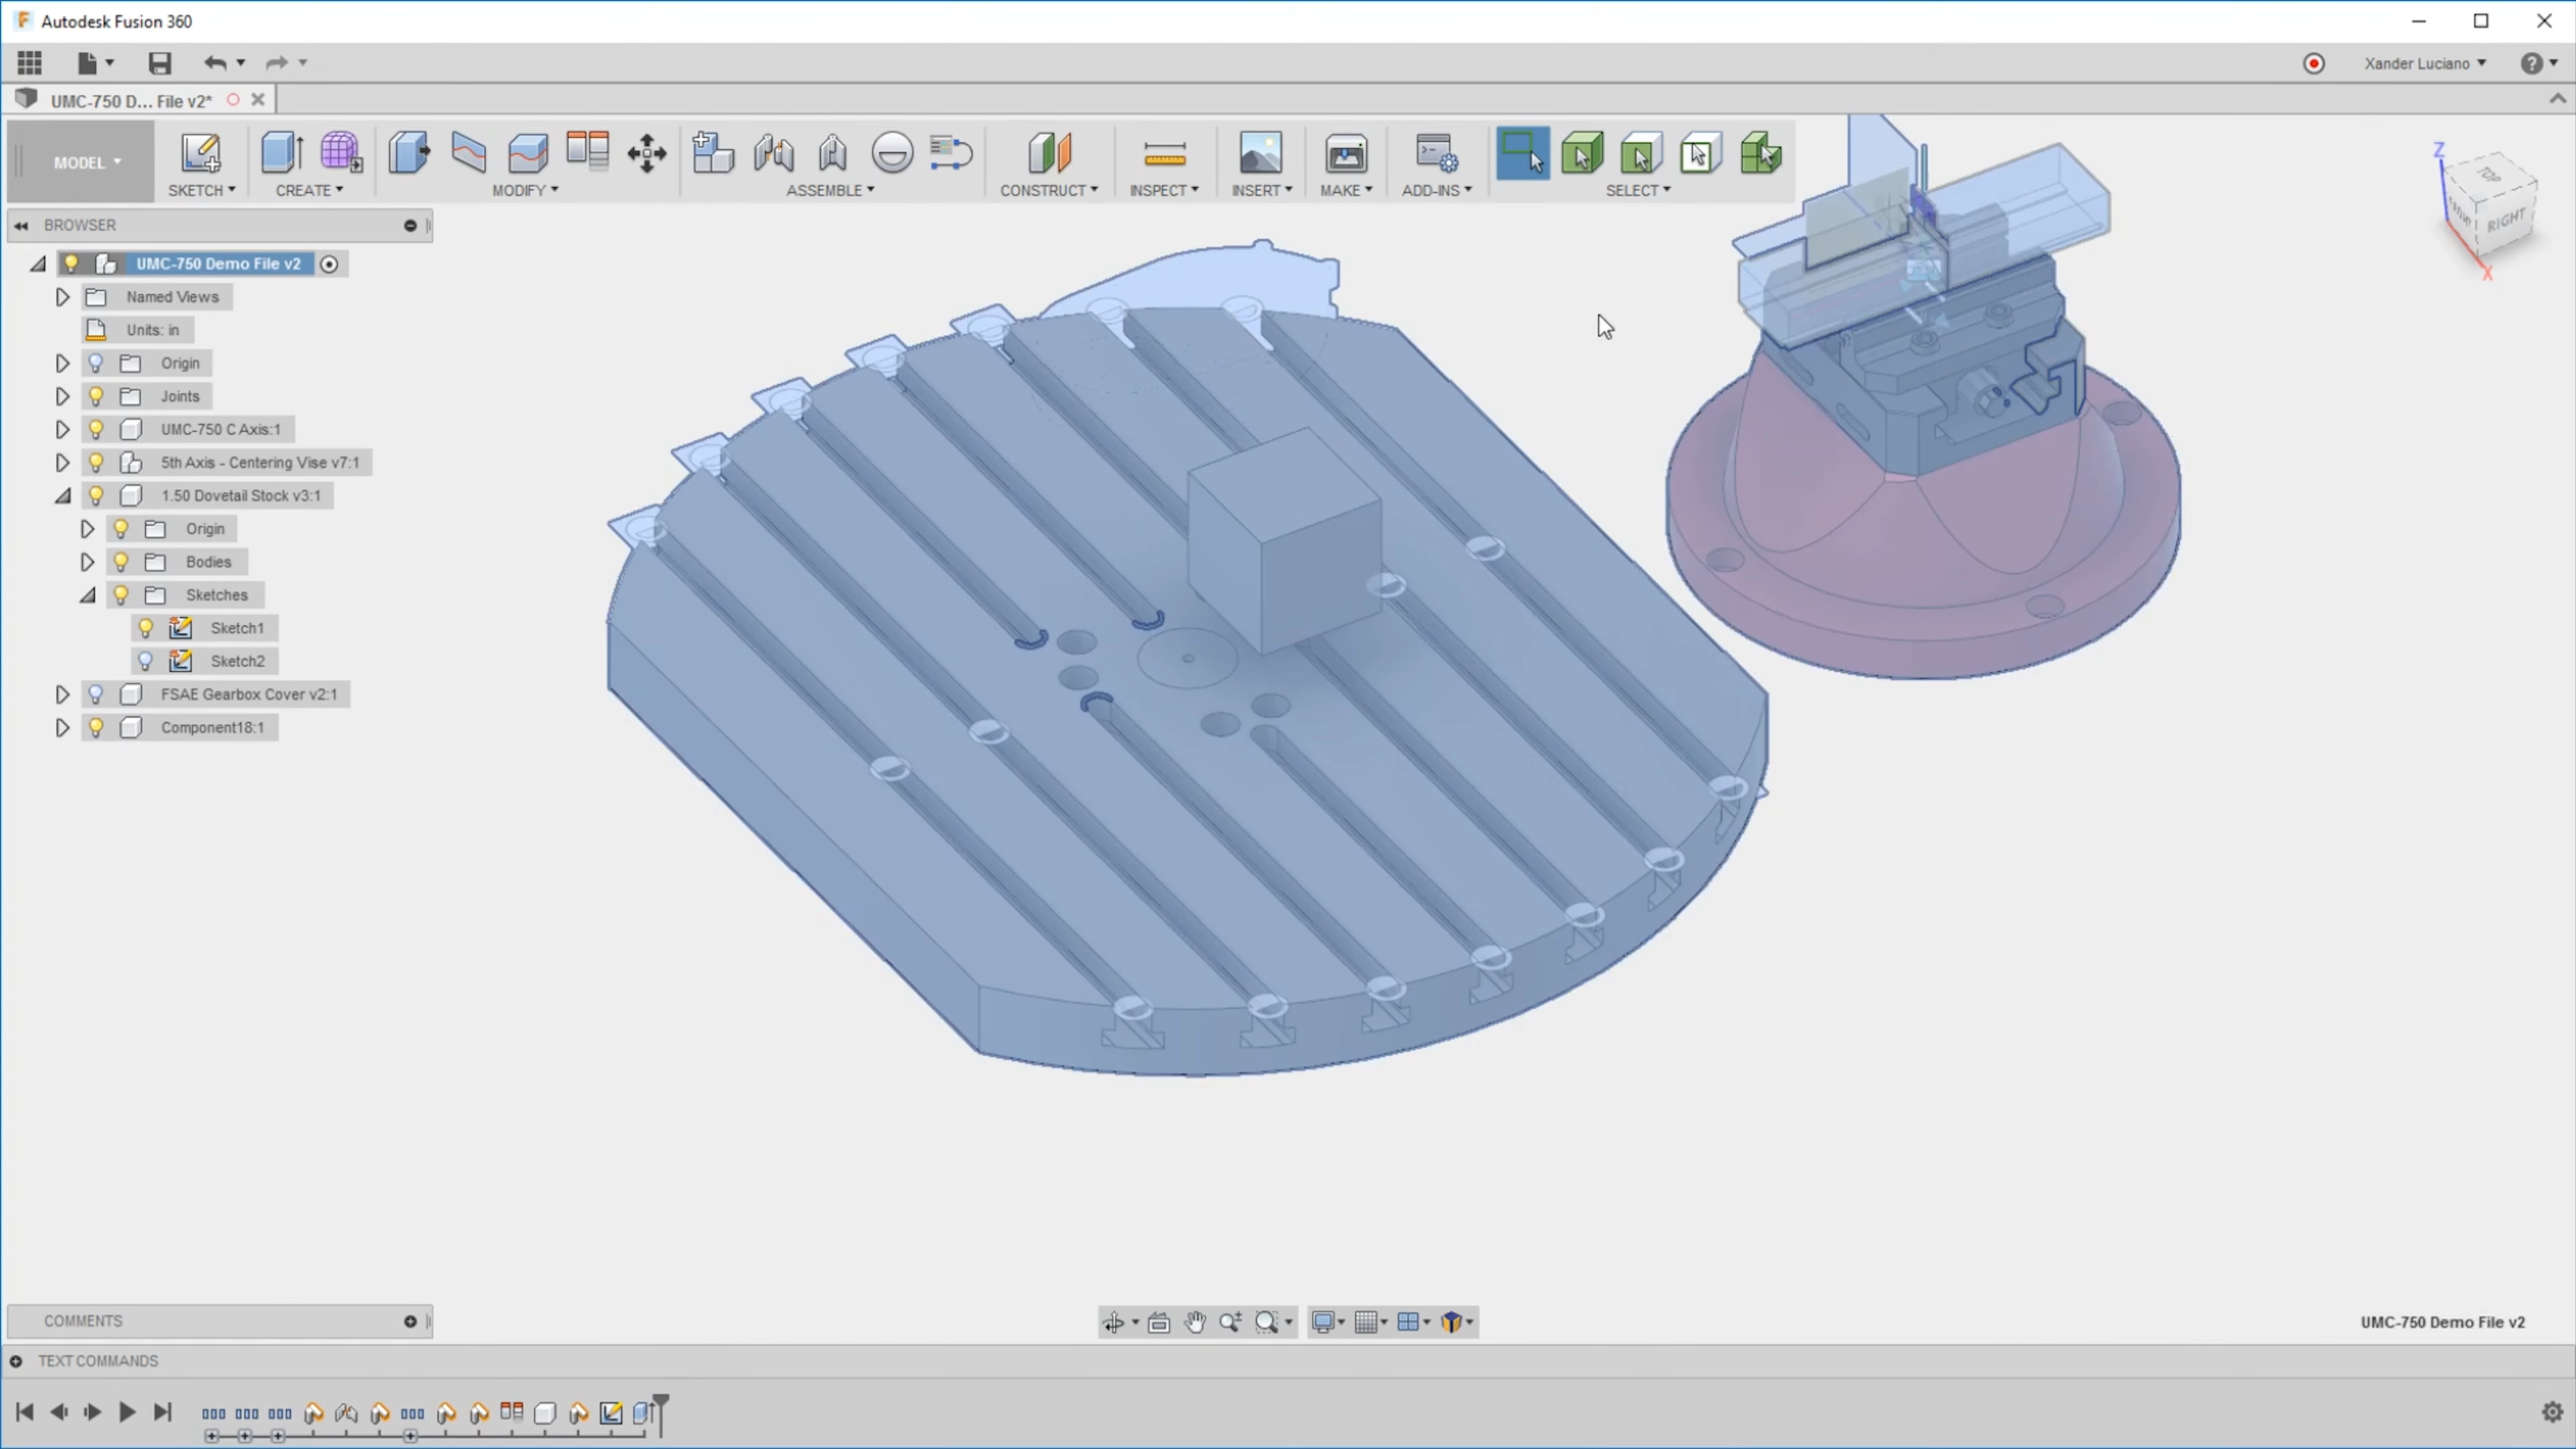 Autodesk Fusion 360
Xander Luciano
UMC-750 D... File v2*
MODEL
SKETCH
CREATE
MODIFY
ASSEMBLE
CONSTRUCT
INSPECT
INSERT
MAKE
ADD-INS
SELECT
Z
TOP
FRONT
RIGHT
X
BROWSER
UMC-750 Demo File v2
Named Views
Units: in
Origin
Joints
UMC-750 C Axis:1
5th Axis - Centering Vise v7:1
1.50 Dovetail Stock v3:1
Origin
Bodies
Sketches
Sketch1
Sketch2
FSAE Gearbox Cover v2:1
Component18:1
COMMENTS
UMC-750 Demo File v2
TEXT COMMANDS